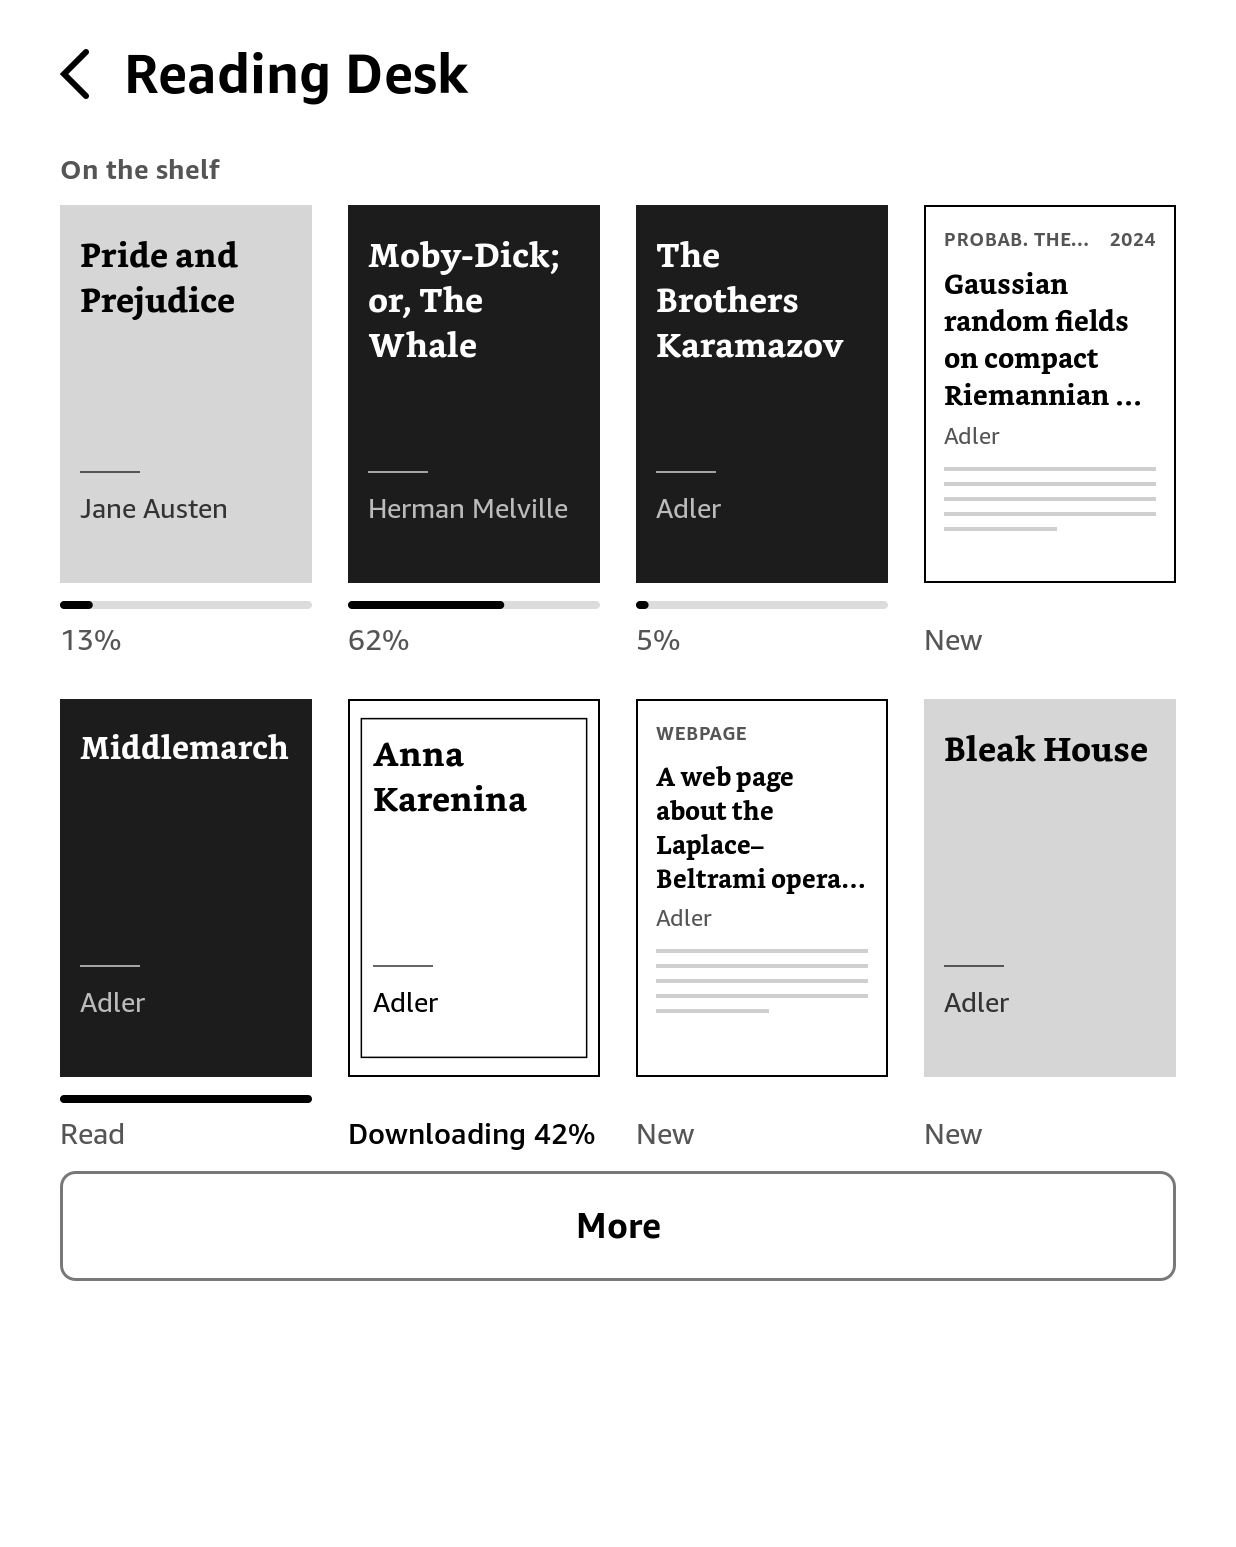 Reading Desk
On the shelf
Pride and
Prejudice
Jane Austen
13%
Moby-Dick;
or, The
Whale
Herman Melville
62%
The
Brothers
Karamazov
Adler
5%
PROBAB. THE... 2024
Gaussian
random fields
on compact
Riemannian ...
Adler
New
Middlemarch
Adler
Read
Anna
Karenina
Adler
Downloading 42%
WEBPAGE
A web page
about the
Laplace–
Beltrami opera...
Adler
New
Bleak House
Adler
New
More